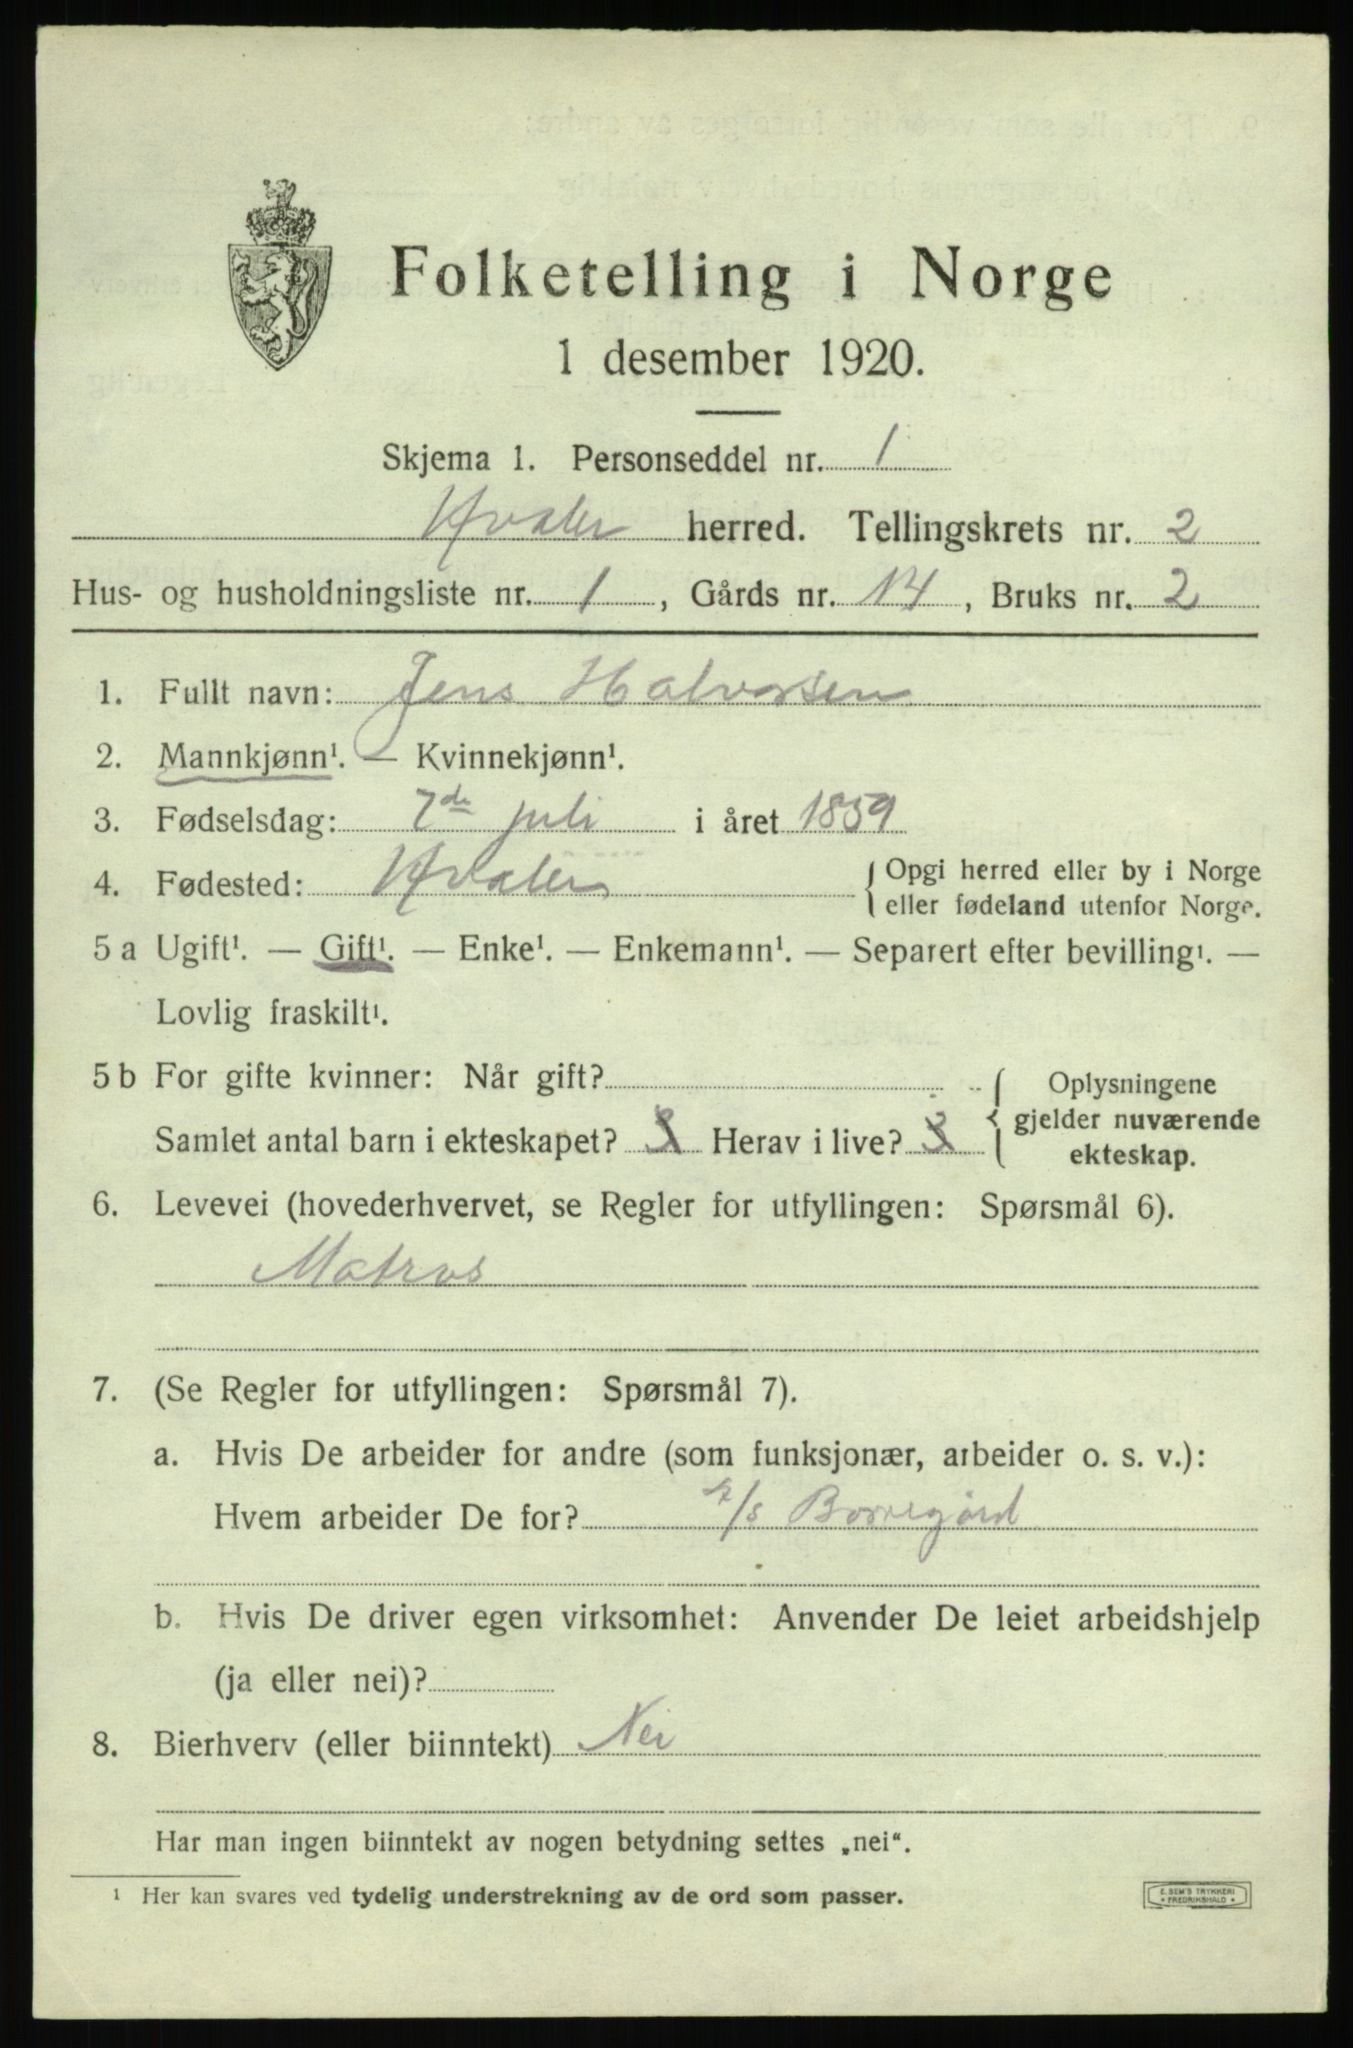 Folketelling i Norge
1 desember 1920.
Skjema 1. Personseddel nr. 1
Hvaler herred. Tellingskrets nr. 2
Hus- og husholdningsliste nr. 1, Gårds nr. 14, Bruks nr. 2
1. Fullt navn: Jens Halvorsen
2. Mannkjønn¹. — Kvinnekjønn¹.
3. Fødselsdag: 7de juli i året 1859
4. Fødested: Hvaler { Opgi herred eller by i Norge
eller fødeland utenfor Norge.
5 a Ugift¹. — Gift¹. — Enke¹. — Enkemann¹. — Separert efter bevilling¹. —
Lovlig fraskilt¹.
5 b For gifte kvinner: Når gift? { Oplysningene
gjelder nuværende
ekteskap.
Samlet antal barn i ekteskapet? 3 Herav i live? 3
6. Levevei (hovederhvervet, se Regler for utfyllingen: Spørsmål 6).
Matros
7. (Se Regler for utfyllingen: Spørsmål 7).
a. Hvis De arbeider for andre (som funksjonær, arbeider o. s. v.):
Hvem arbeider De for? Borregård
b. Hvis De driver egen virksomhet: Anvender De leiet arbeidshjelp
(ja eller nei)?
8. Bierhverv (eller biinntekt) Nei
Har man ingen biinntekt av nogen betydning settes „nei“.
¹ Her kan svares ved tydelig understrekning av de ord som passer.
E. SEM'S TRYKKERI
FREDRIKSHALD